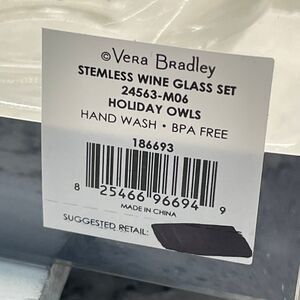 ©Vera Bradley
STEMLESS WINE GLASS SET
24563-M06
HOLIDAY OWLS
HAND WASH • BPA FREE
186693
8 25466 96694 9
MADE IN CHINA
SUGGESTED RETAIL: